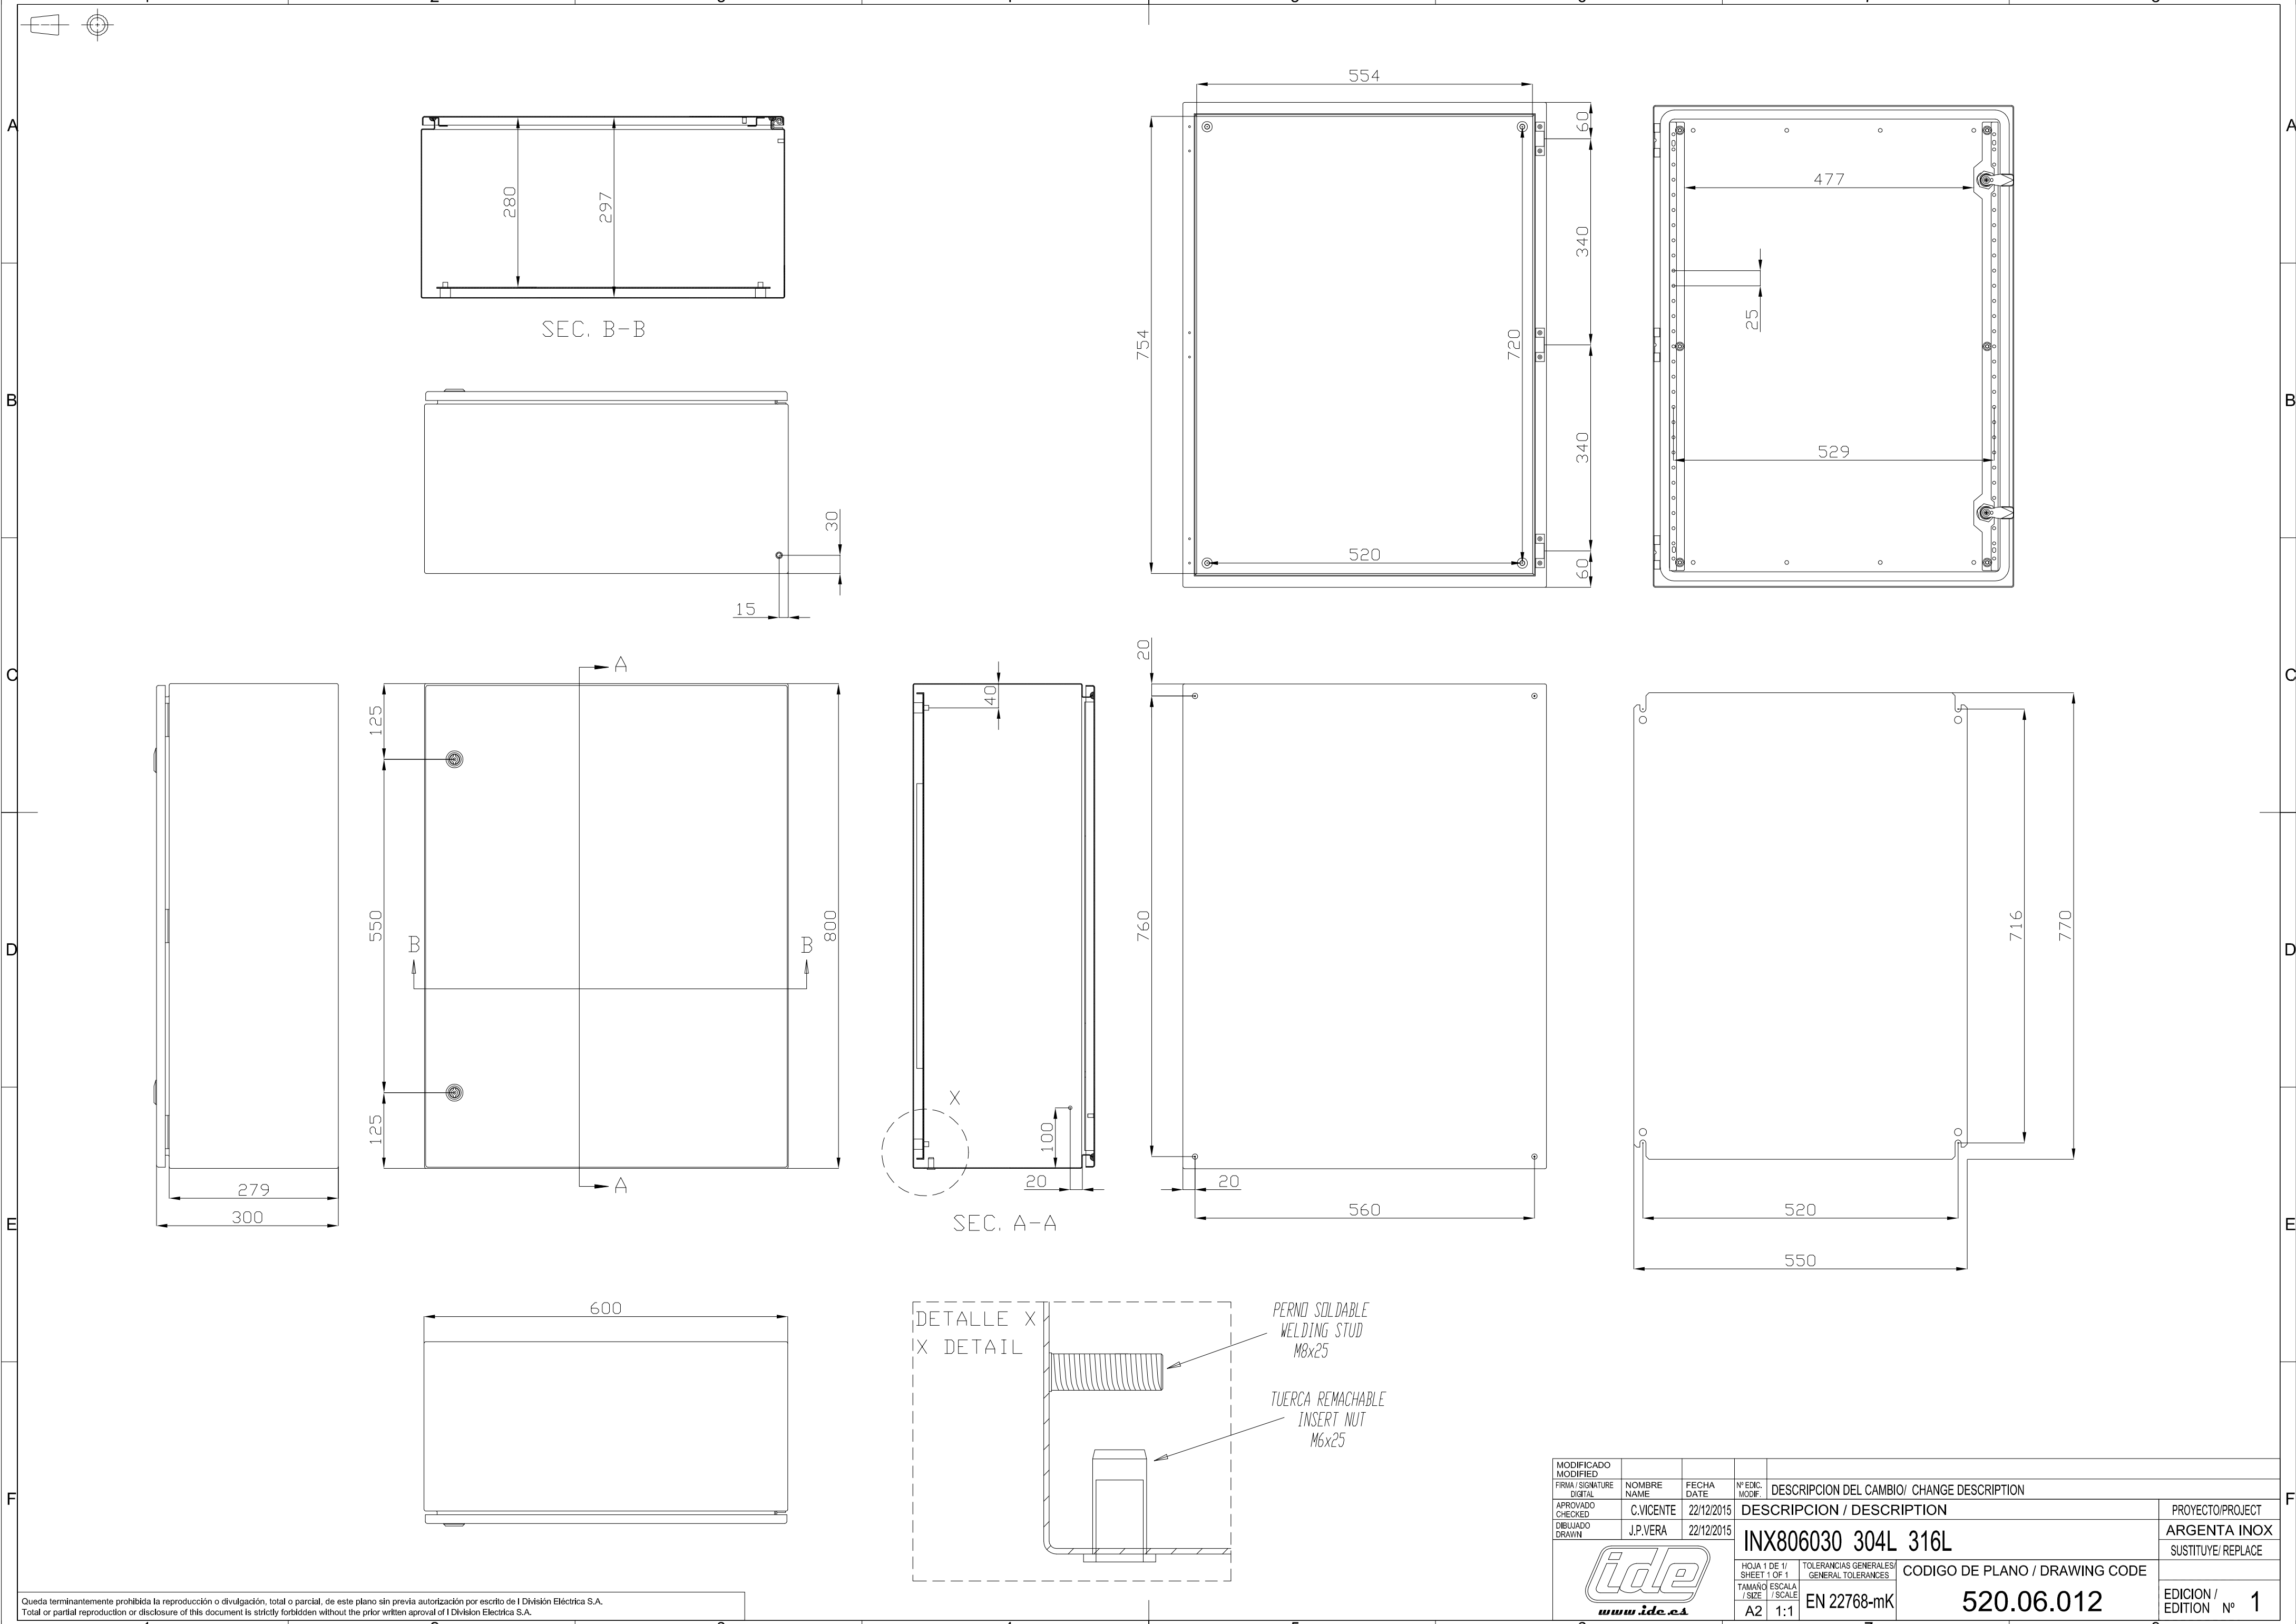 A
A
B
B
C
C
D
D
E
E
F
F
280
297
SEC. B-B
30
15
554
60
340
340
60
754
720
520
477
25
529
A
A
B
B
125
550
125
800
279
300
600
40
X
100
20
SEC. A-A
20
760
20
560
716
770
520
550
DETALLE X
X DETAIL
PERNO SOLDABLE
WELDING STUD
M8x25
TUERCA REMACHABLE
INSERT NUT
M6x25
MODIFICADO
MODIFIED
FIRMA / SIGNATURE
DIGITAL
NOMBRE
NAME
FECHA
DATE
Nº EDIC.
MODIF.
DESCRIPCION DEL CAMBIO/ CHANGE DESCRIPTION
APROVADO
CHECKED
C.VICENTE
22/12/2015
DESCRIPCION / DESCRIPTION
PROYECTO/PROJECT
DIBUJADO
DRAWN
J.P.VERA
22/12/2015
INX806030 304L 316L
ARGENTA INOX
SUSTITUYE/ REPLACE
ide
www.ide.es
HOJA 1 DE 1/
SHEET 1 OF 1
TOLERANCIAS GENERALES/
GENERAL TOLERANCES
CODIGO DE PLANO / DRAWING CODE
TAMAÑO
/ SIZE
ESCALA
/ SCALE
A2
1:1
EN 22768-mK
520.06.012
EDICION /
EDITION Nº 1
Queda terminantemente prohibida la reproducción o divulgación, total o parcial, de este plano sin previa autorización por escrito de I División Eléctrica S.A.
Total or partial reproduction or disclosure of this document is strictly forbidden without the prior written aproval of I Division Electrica S.A.